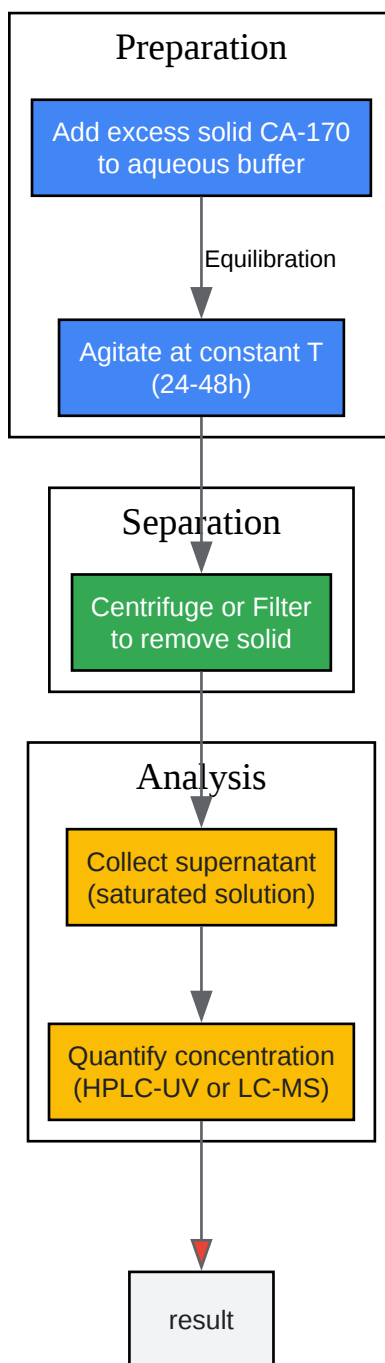 Preparation
Add excess solid CA-170
to aqueous buffer
Equilibration
Agitate at constant T
(24-48h)
Separation
Centrifuge or Filter
to remove solid
Analysis
Collect supernatant
(saturated solution)
Quantify concentration
(HPLC-UV or LC-MS)
result